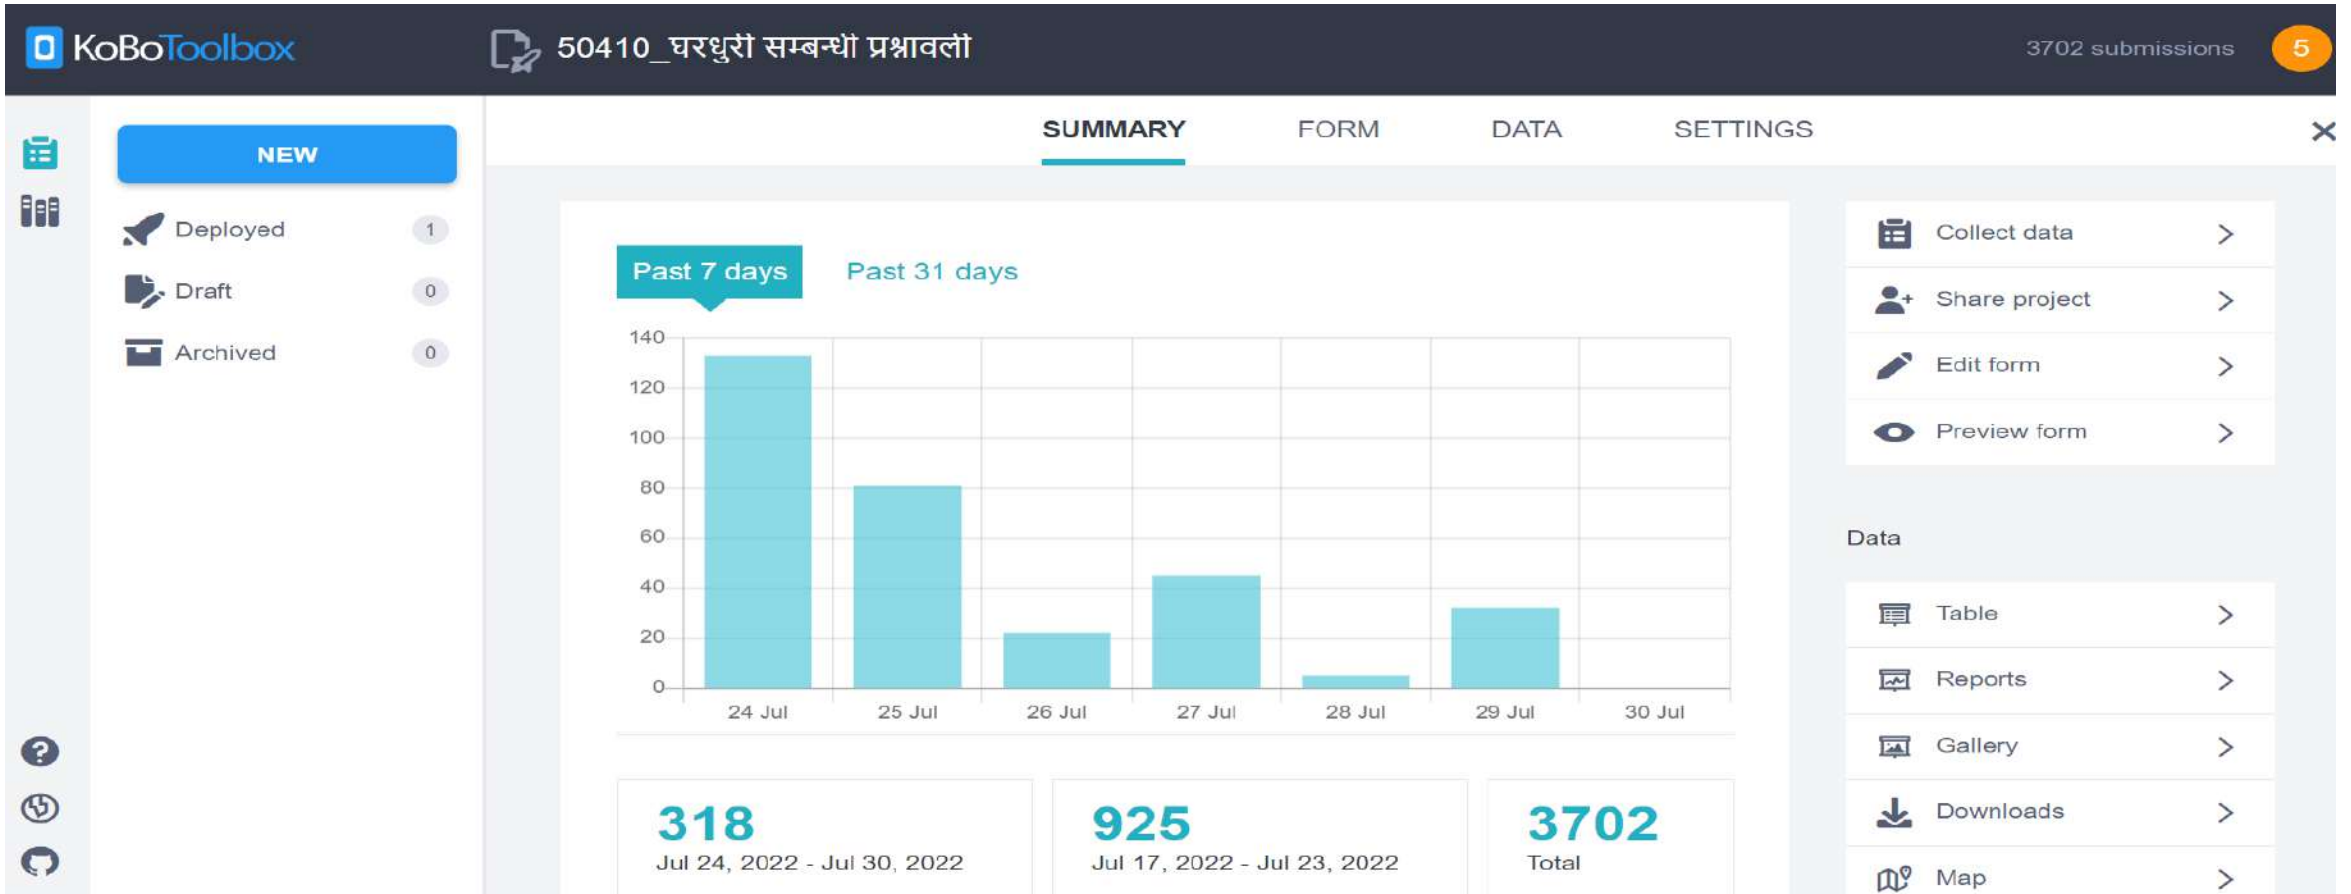 KoBoToolbox
50410_घरधुरी सम्बन्धी प्रश्नावली
3702 submissions
5
SUMMARY
FORM
DATA
SETTINGS
NEW
Deployed 1
Draft 0
Archived 0
Past 7 days
Past 31 days
140
120
100
80
60
40
20
0
24 Jul 25 Jul 26 Jul 27 Jul 28 Jul 29 Jul 30 Jul
318
Jul 24, 2022 - Jul 30, 2022
925
Jul 17, 2022 - Jul 23, 2022
3702
Total
Collect data
Share project
Edit form
Preview form
Data
Table
Reports
Gallery
Downloads
Map